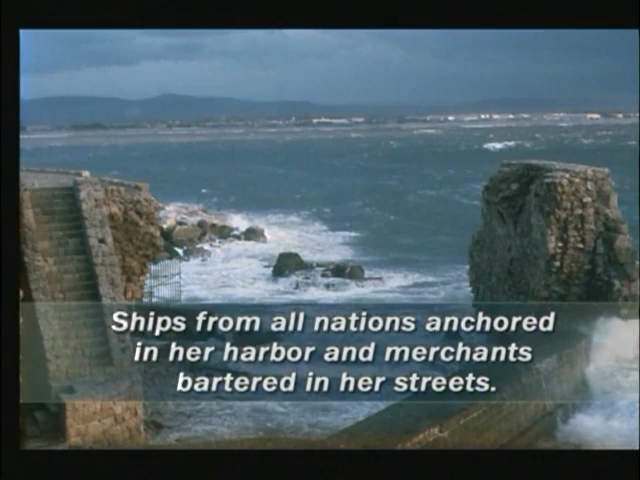 Ships from all nations anchored
in her harbor and merchants
bartered in her streets.